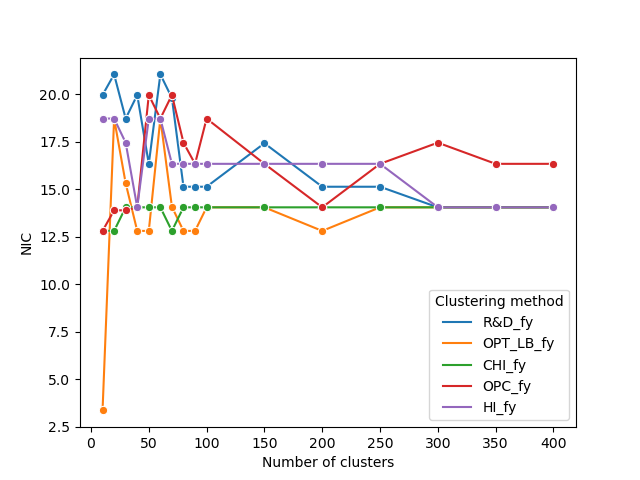 20.0
17.5
15.0
12.5
10.0
7.5
5.0
2.5
NIC
0 50 100 150 200 250 300 350 400
Number of clusters
Clustering method
R&D_fy
OPT_LB_fy
CHI_fy
OPC_fy
HI_fy